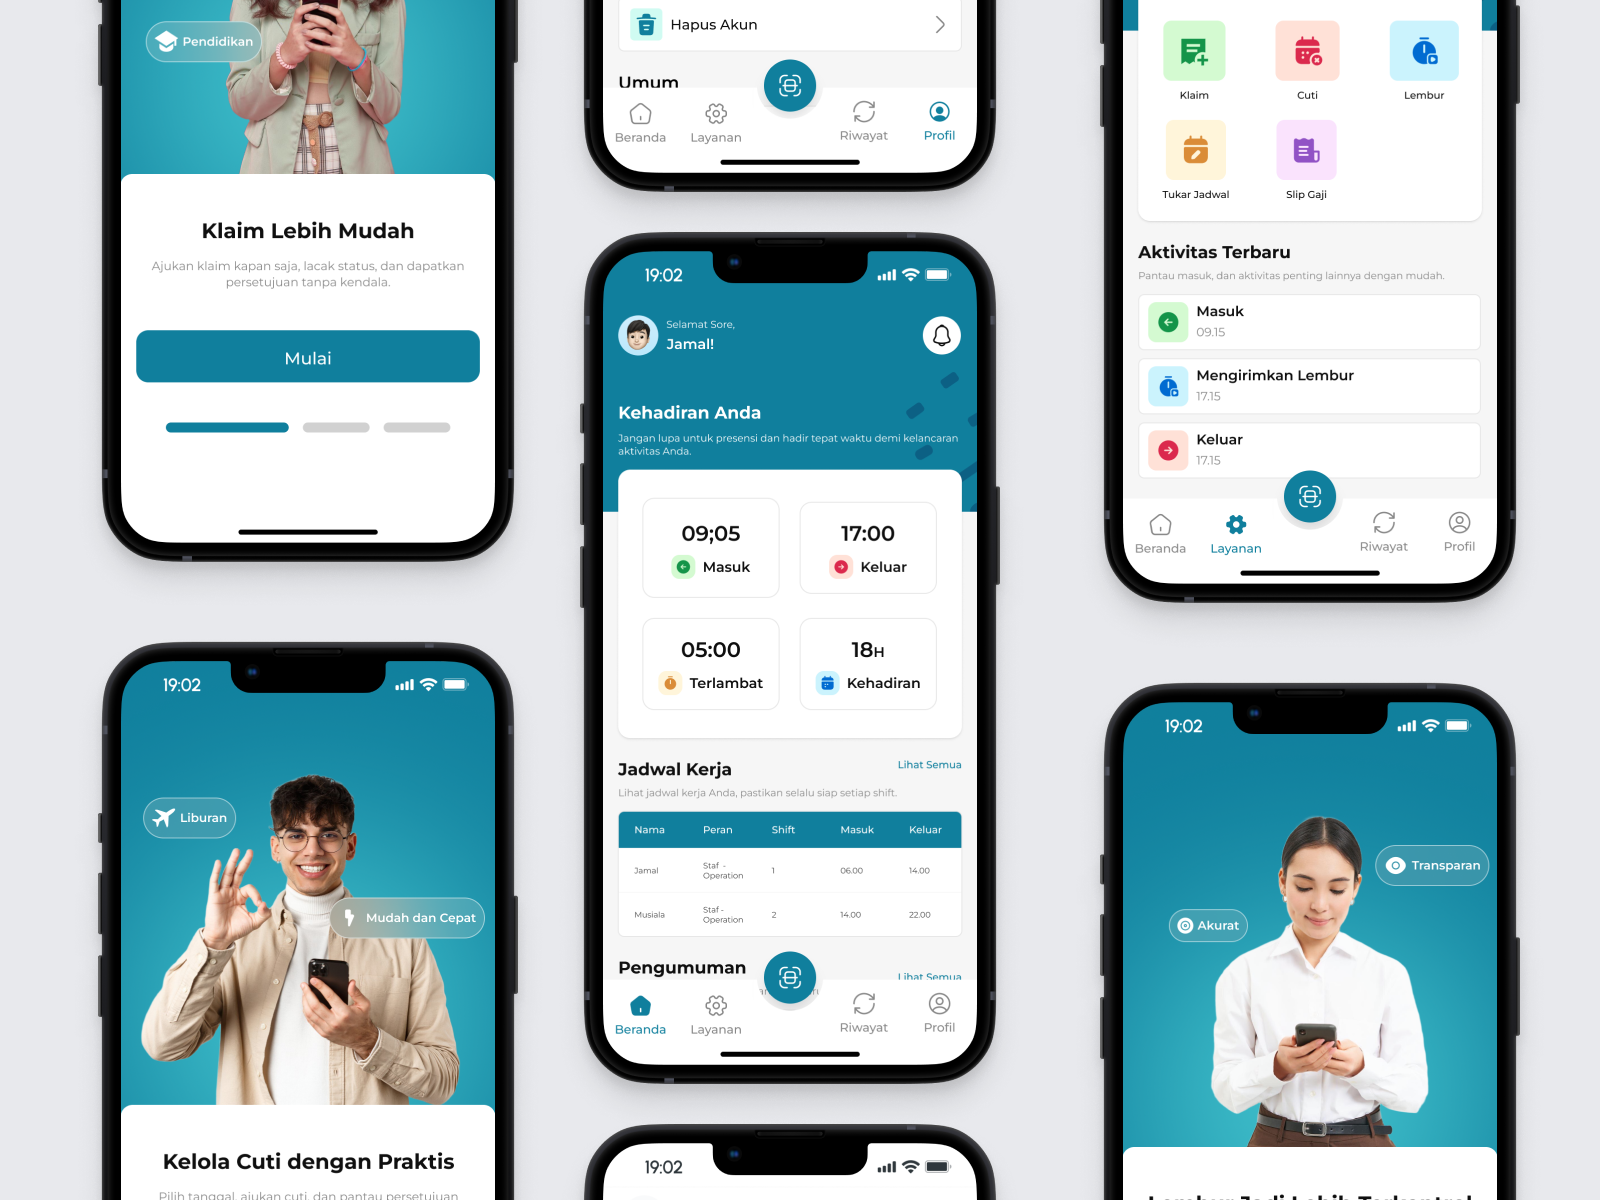 Pendidikan
Klaim Lebih Mudah
Ajukan klaim kapan saja, lacak status, dan dapatkan
persetujuan tanpa kendala.
Mulai
19:02
Liburan
Mudah dan Cepat
Kelola Cuti dengan Praktis
Pilih tanggal, ajukan cuti, dan pantau persetujuan
Hapus Akun
Umum
Beranda
Layanan
Riwayat
Profil
19:02
Selamat Sore,
Jamal!
Kehadiran Anda
Jangan lupa untuk presensi dan hadir tepat waktu demi kelancaran
aktivitas Anda.
09;05
Masuk
17:00
Keluar
05:00
Terlambat
18H
Kehadiran
Jadwal Kerja
Lihat Semua
Lihat jadwal kerja Anda, pastikan selalu siap setiap shift.
Nama Peran Shift Masuk Keluar
Jamal Staf - Operation 1 06.00 14.00
Musiala Staf - Operation 2 14.00 22.00
Pengumuman
Lihat Semua
Beranda
Layanan
Riwayat
Profil
19:02
Klaim
Cuti
Lembur
Tukar Jadwal
Slip Gaji
Aktivitas Terbaru
Pantau masuk, dan aktivitas penting lainnya dengan mudah.
Masuk
09.15
Mengirimkan Lembur
17.15
Keluar
17.15
Beranda
Layanan
Riwayat
Profil
19:02
Transparan
Akurat
Lembur Jadi Lebih Terkontrol